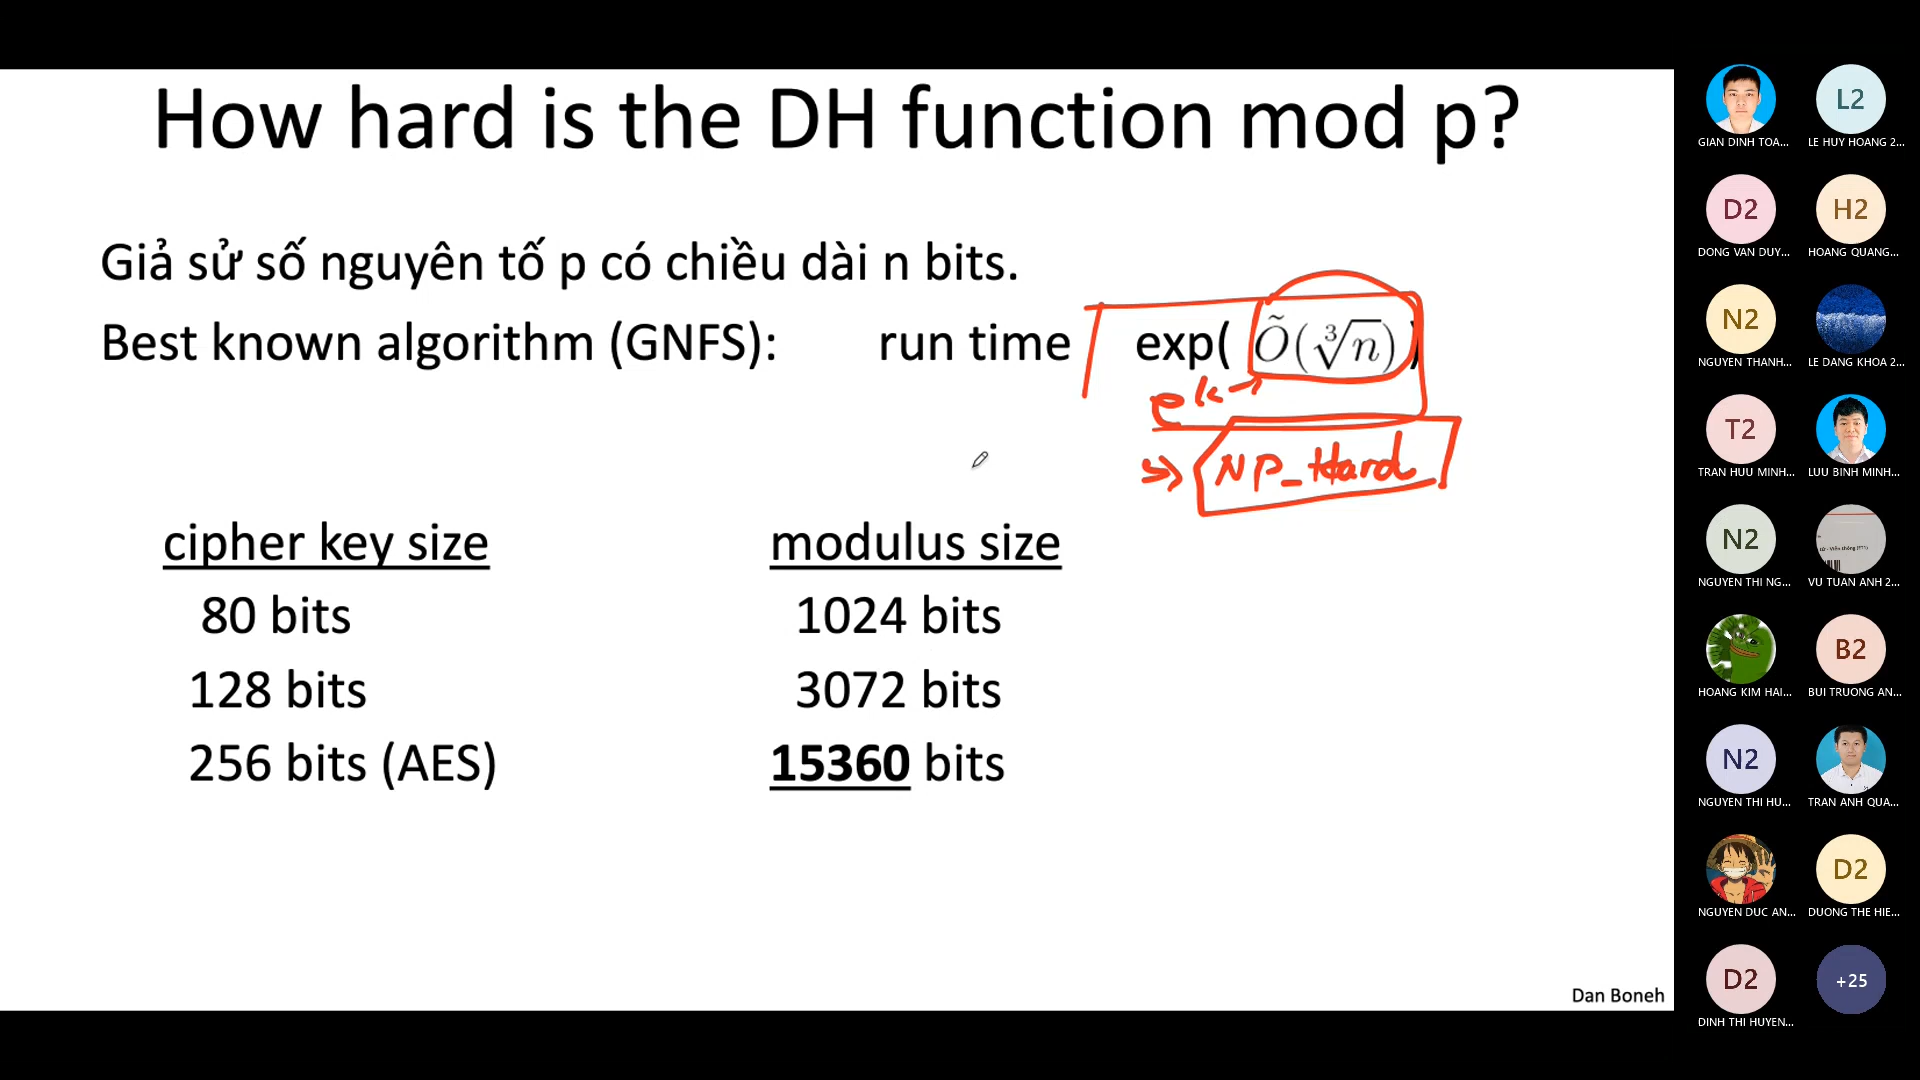 How hard is the DH function mod p?
Giả sử số nguyên tố p có chiều dài n bits.
Best known algorithm (GNFS): run time exp( Õ(∛n) )
e^k →
=> NP_Hard
cipher key size modulus size
80 bits 1024 bits
128 bits 3072 bits
256 bits (AES) 15360 bits
Dan Boneh
GIAN DINH TOA...
L2
LE HUY HOANG 2...
D2
DONG VAN DUY...
H2
HOANG QUANG...
N2
NGUYEN THANH...
LE DANG KHOA 2...
T2
TRAN HUU MINH...
LUU BINH MINH...
N2
NGUYEN THI NG...
VU TUAN ANH 2...
HOANG KIM HAI...
B2
BUI TRUONG AN...
N2
NGUYEN THI HU...
TRAN ANH QUA...
NGUYEN DUC AN...
D2
DUONG THE HIE...
D2
DINH THI HUYEN...
+25